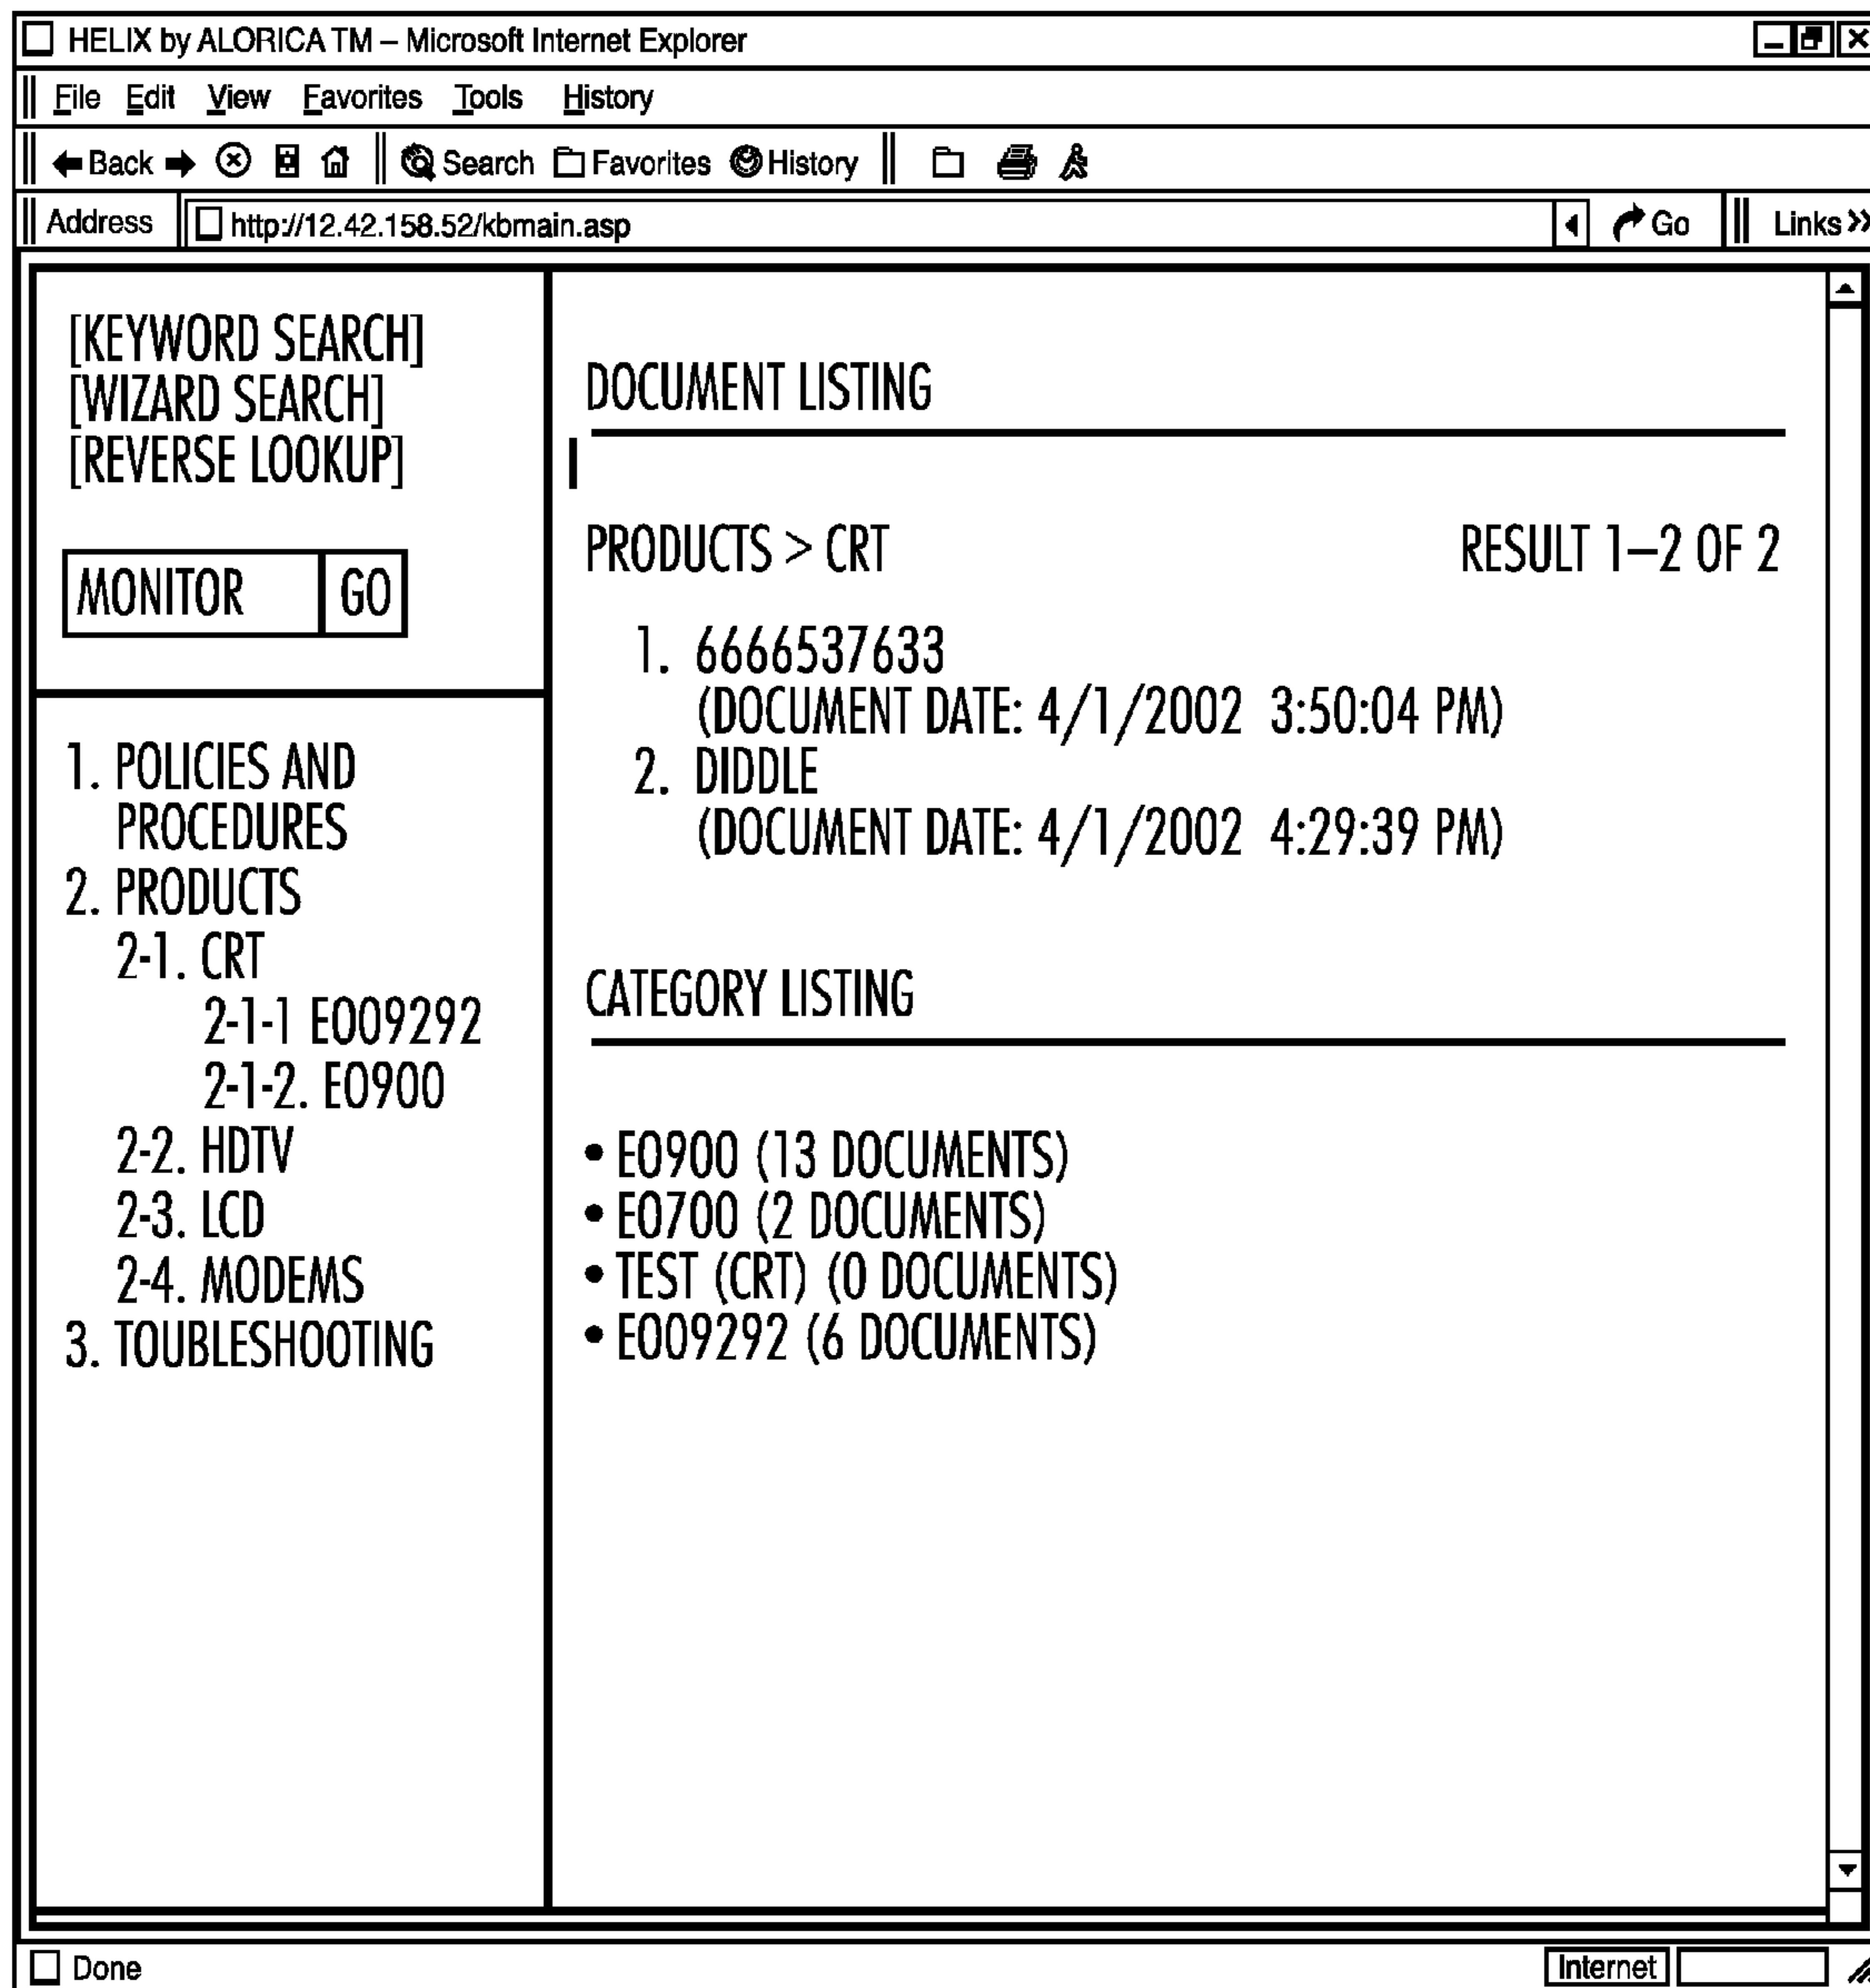 HELIX by ALORICA TM – Microsoft Internet Explorer
File Edit View Favorites Tools History
Back Search Favorites History
Address http://12.42.158.52/kbmain.asp Go Links »
[KEYWORD SEARCH]
[WIZARD SEARCH]
[REVERSE LOOKUP]
MONITOR GO
1. POLICIES AND
PROCEDURES
2. PRODUCTS
2-1. CRT
2-1-1 E009292
2-1-2. E0900
2-2. HDTV
2-3. LCD
2-4. MODEMS
3. TOUBLESHOOTING
DOCUMENT LISTING
PRODUCTS > CRT RESULT 1–2 OF 2
1. 6666537633
(DOCUMENT DATE: 4/1/2002 3:50:04 PM)
2. DIDDLE
(DOCUMENT DATE: 4/1/2002 4:29:39 PM)
CATEGORY LISTING
• E0900 (13 DOCUMENTS)
• E0700 (2 DOCUMENTS)
• TEST (CRT) (0 DOCUMENTS)
• E009292 (6 DOCUMENTS)
Done Internet